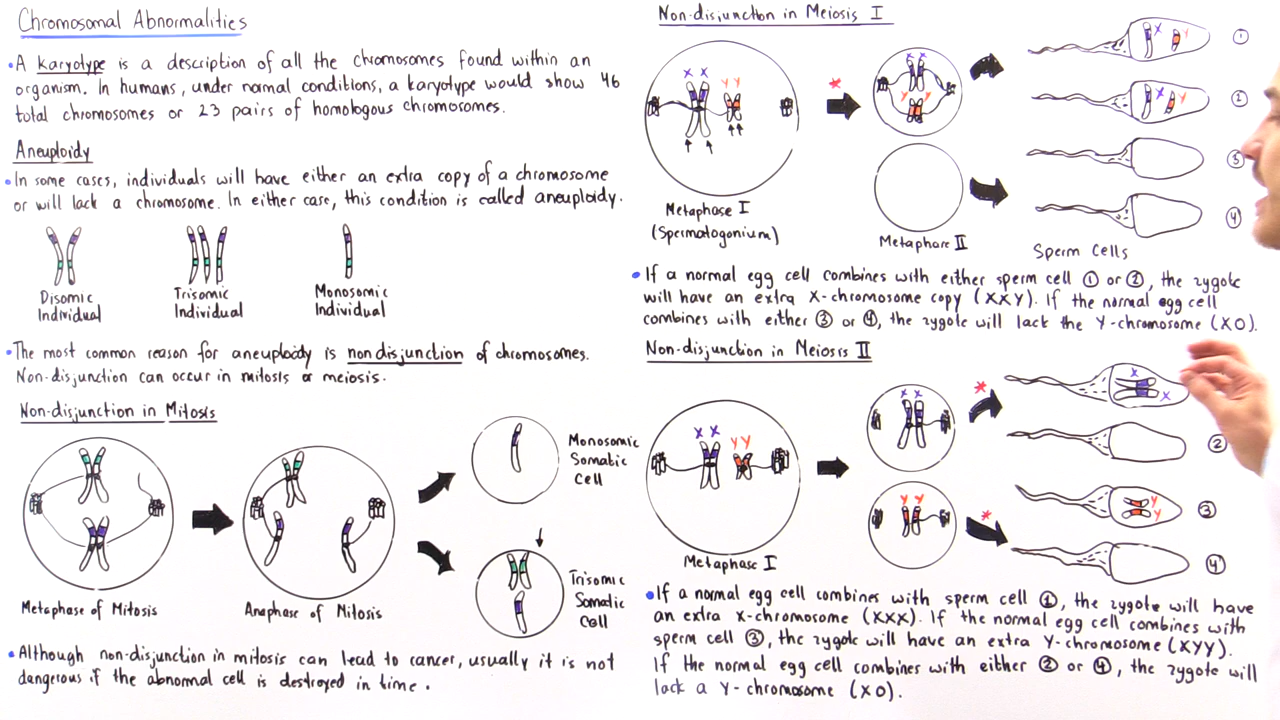 Chromosomal Abnormalities
• A karyotype is a description of all the chromosomes found within an
organism. In humans, under normal conditions, a karyotype would show 46
total chromosomes or 23 pairs of homologous chromosomes.
Aneuploidy
• In some cases, individuals will have either an extra copy of a chromosome
or will lack a chromosome. In either case, this condition is called aneuploidy.
Disomic
Individual
Trisomic
Individual
Monosomic
Individual
• The most common reason for aneuploidy is nondisjunction of chromosomes.
Non-disjunction can occur in mitosis or meiosis.
Non-disjunction in Mitosis
Metaphase of Mitosis
Anaphase of Mitosis
Monosomic
Somatic
Cell
Trisomic
Somatic
Cell
• Although non-disjunction in mitosis can lead to cancer, usually it is not
dangerous if the abnormal cell is destroyed in time.
Non-disjunction in Meiosis I
X X
Y Y
Metaphase I
(Spermatogonium)
*
X X
Y Y
Metaphase II
X Y
1
X Y
2
3
4
Sperm Cells
• If a normal egg cell combines with either sperm cell ① or ②, the zygote
will have an extra X-chromosome copy (XXY). If the normal egg cell
combines with either ③ or ④, the zygote will lack the Y-chromosome (XO).
Non-disjunction in Meiosis II
X X
Y Y
Metaphase I
X X
Y Y
*
*
X
X
2
Y
Y
3
4
• If a normal egg cell combines with sperm cell ①, the zygote will have
an extra X-chromosome (XXX). If the normal egg cell combines with
sperm cell ③, the zygote will have an extra Y-chromosome (XYY).
If the normal egg cell combines with either ② or ④, the zygote will
lack a Y-chromosome (XO).